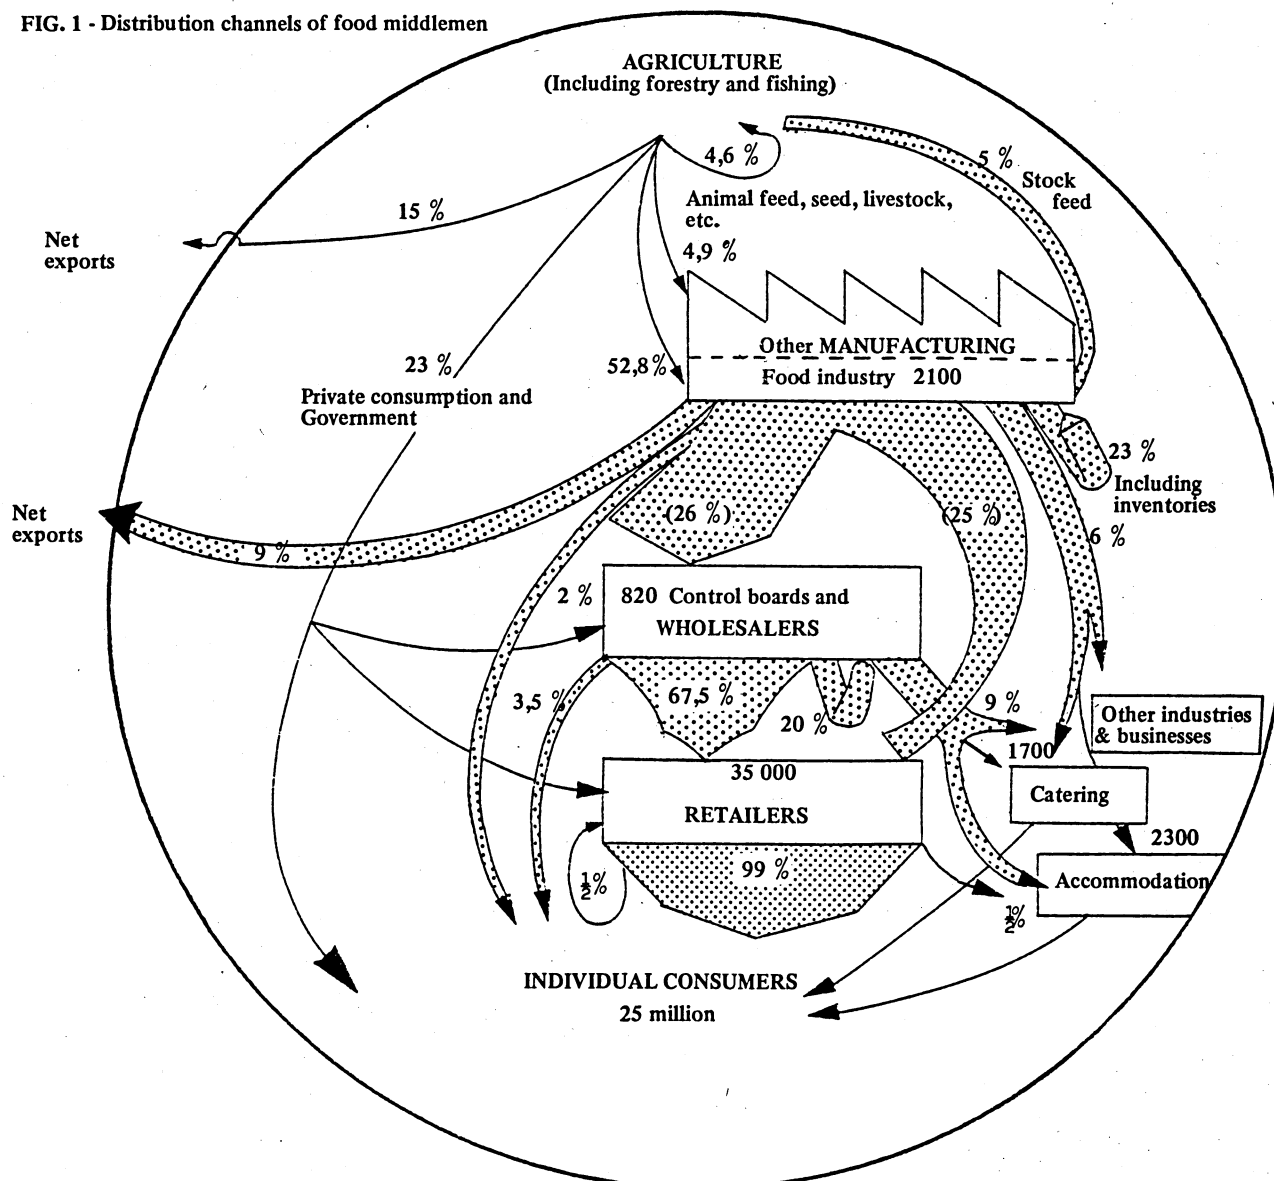 FIG. 1 - Distribution channels of food middlemen
AGRICULTURE
(Including forestry and fishing)
4,6 %
5 %
Stock
feed
Animal feed, seed, livestock,
etc.
15 %
Net
exports
4,9 %
Other MANUFACTURING
52,8%
Food industry 2100
23 %
Private consumption and
Government
23 %
Including
inventories
Net
exports
(26 %)
(25 %)
6 %
9 %
2 %
820 Control boards and
WHOLESALERS
3,5 %
67,5 %
20 %
9 %
Other industries
& businesses
1700
35 000
Catering
RETAILERS
2300
99 %
½%
Accommodation
½%
INDIVIDUAL CONSUMERS
25 million